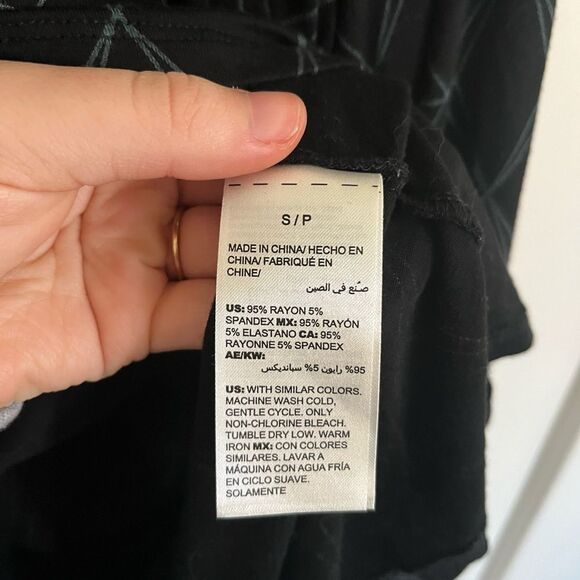 S / P
MADE IN CHINA/ HECHO EN
CHINA/ FABRIQUÉ EN
CHINE/
صنع في الصين
US: 95% RAYON 5%
SPANDEX MX: 95% RAYÓN
5% ELASTANO CA: 95%
RAYONNE 5% SPANDEX
AE/KW:
95% رايون 5% سبانديكس
US: WITH SIMILAR COLORS.
MACHINE WASH COLD,
GENTLE CYCLE. ONLY
NON-CHLORINE BLEACH.
TUMBLE DRY LOW. WARM
IRON MX: CON COLORES
SIMILARES. LAVAR A
MÁQUINA CON AGUA FRÍA
EN CICLO SUAVE.
SOLAMENTE